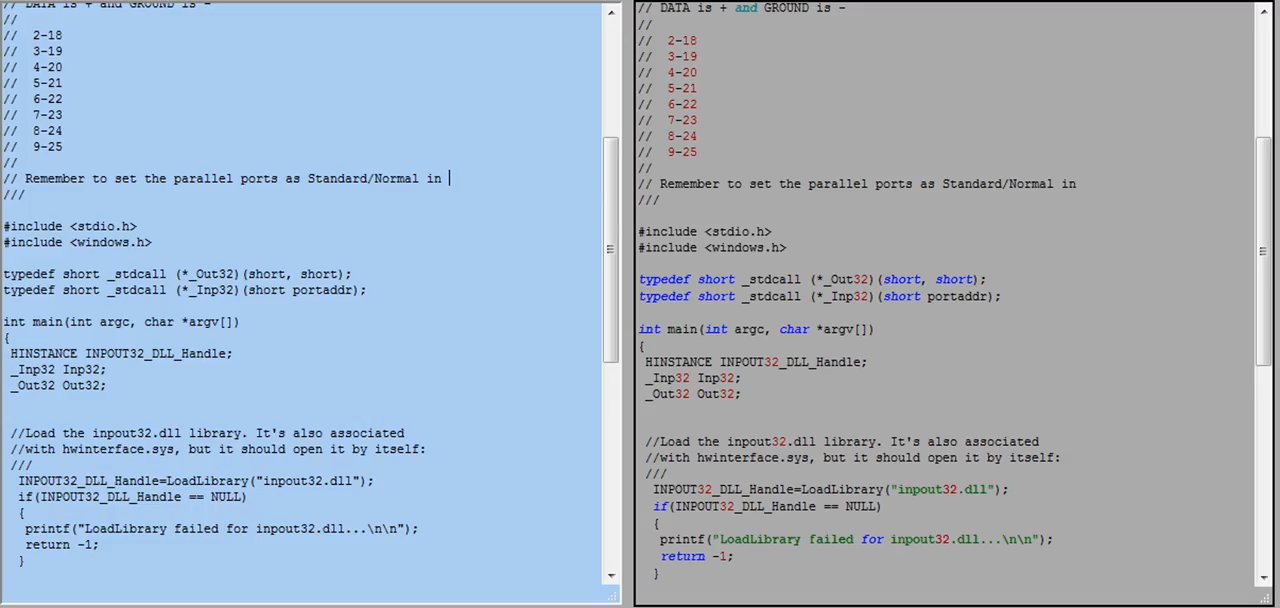 // DATA is + and GROUND is -
//
//  2-18
//  3-19
//  4-20
//  5-21
//  6-22
//  7-23
//  8-24
//  9-25
//
// Remember to set the parallel ports as Standard/Normal in
///
#include <stdio.h>
#include <windows.h>
typedef short _stdcall (*_Out32)(short, short);
typedef short _stdcall (*_Inp32)(short portaddr);
int main(int argc, char *argv[])
{
HINSTANCE INPOUT32_DLL_Handle;
_Inp32 Inp32;
_Out32 Out32;
//Load the inpout32.dll library. It's also associated
//with hwinterface.sys, but it should open it by itself:
///
INPOUT32_DLL_Handle=LoadLibrary("inpout32.dll");
if(INPOUT32_DLL_Handle == NULL)
{
printf("LoadLibrary failed for inpout32.dll...\n\n");
return -1;
}
// DATA is + and GROUND is -
//
//  2-18
//  3-19
//  4-20
//  5-21
//  6-22
//  7-23
//  8-24
//  9-25
//
// Remember to set the parallel ports as Standard/Normal in
///
#include <stdio.h>
#include <windows.h>
typedef short _stdcall (*_Out32)(short, short);
typedef short _stdcall (*_Inp32)(short portaddr);
int main(int argc, char *argv[])
{
HINSTANCE INPOUT32_DLL_Handle;
_Inp32 Inp32;
_Out32 Out32;
//Load the inpout32.dll library. It's also associated
//with hwinterface.sys, but it should open it by itself:
///
INPOUT32_DLL_Handle=LoadLibrary("inpout32.dll");
if(INPOUT32_DLL_Handle == NULL)
{
printf("LoadLibrary failed for inpout32.dll...\n\n");
return -1;
}